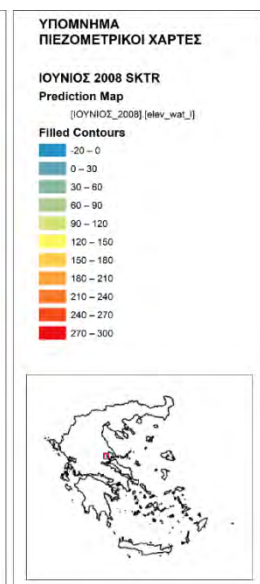 ΥΠΟΜΝΗΜΑ
ΠΙΕΖΟΜΕΤΡΙΚΟΙ ΧΑΡΤΕΣ
ΙΟΥΝΙΟΣ 2008 SKTR
Prediction Map
[ΙΟΥΝΙΟΣ_2008].[elev_wat_l]
Filled Contours
-20 – 0
0 – 30
30 – 60
60 – 90
90 – 120
120 – 150
150 – 180
180 – 210
210 – 240
240 – 270
270 – 300